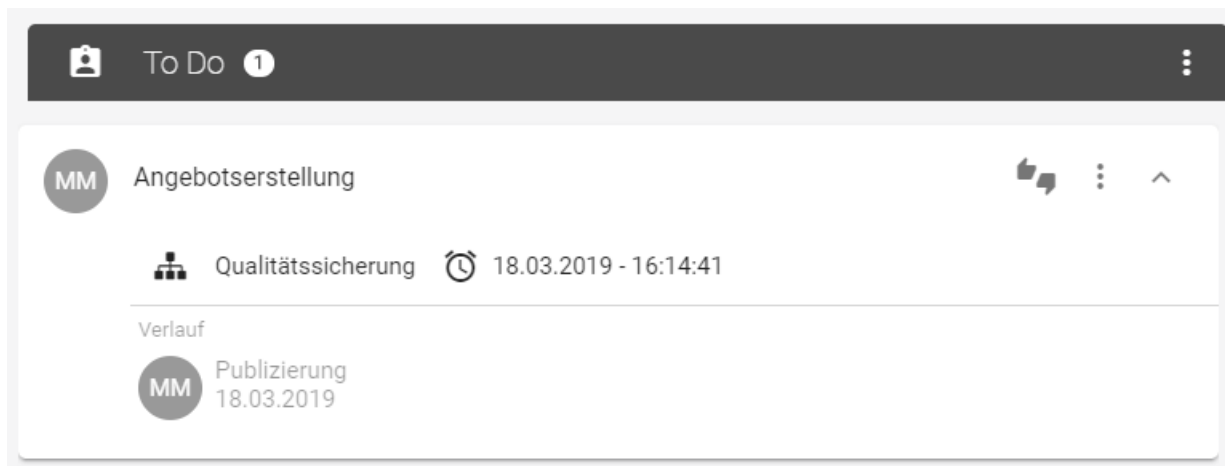 To Do 1
MM Angebotserstellung
Qualitätssicherung 18.03.2019 - 16:14:41
Verlauf
MM Publizierung
18.03.2019